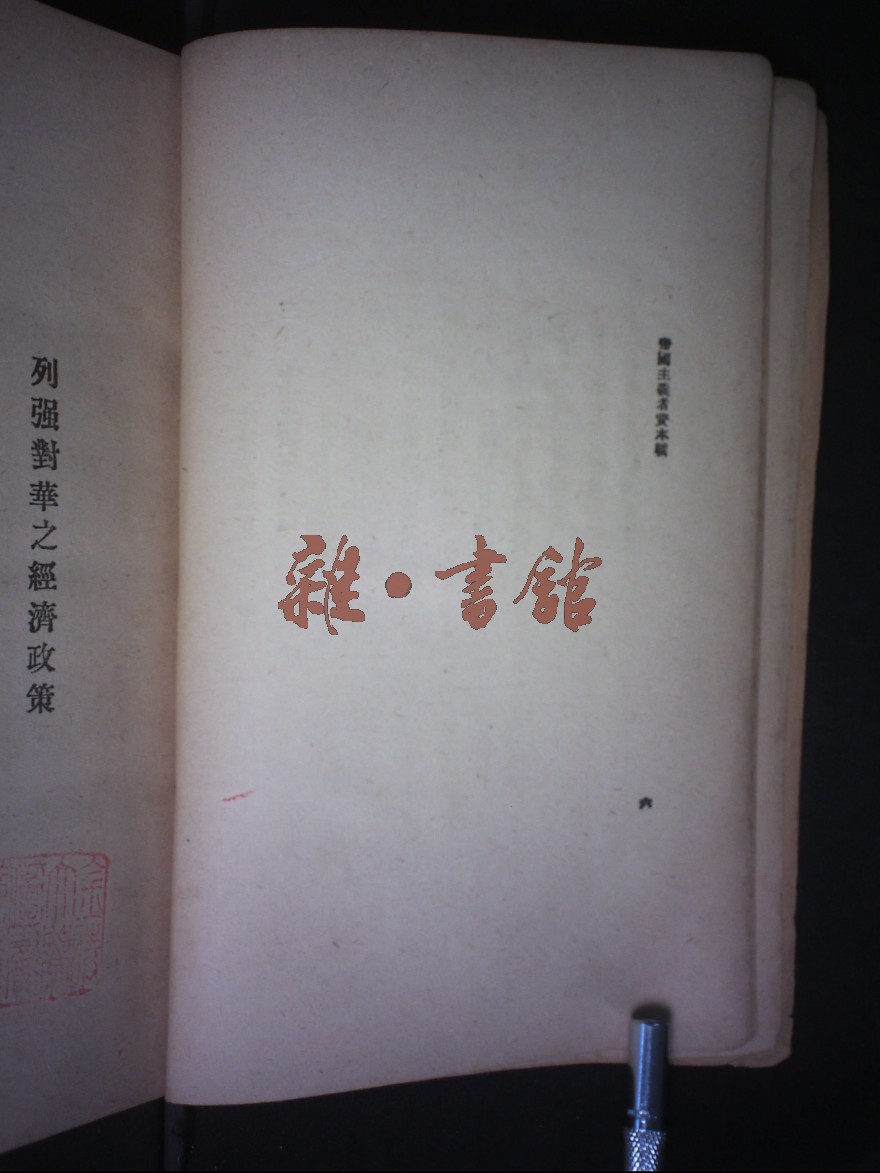 帝國主義者資本戰
六
雜·書館
列强對華之經濟政策